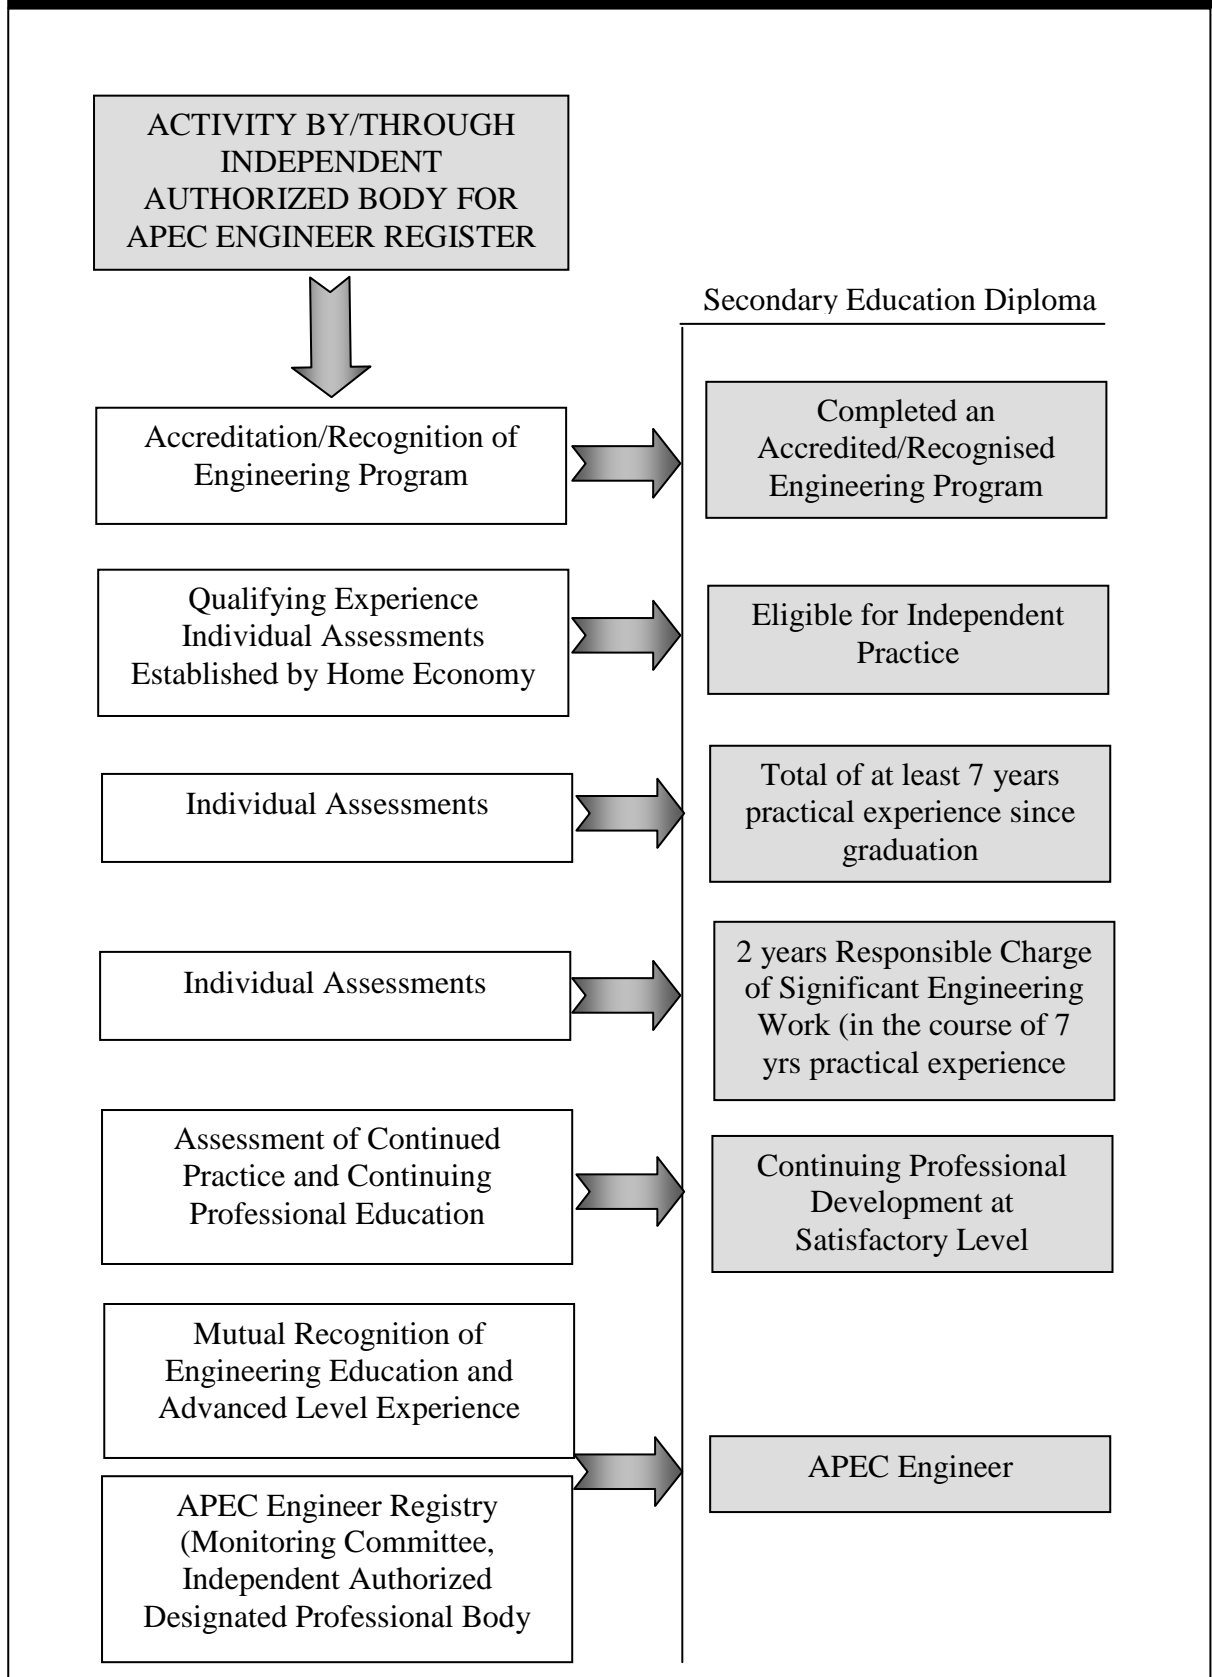 ACTIVITY BY/THROUGH
INDEPENDENT
AUTHORIZED BODY FOR
APEC ENGINEER REGISTER
Secondary Education Diploma
Accreditation/Recognition of
Engineering Program
Completed an
Accredited/Recognised
Engineering Program
Qualifying Experience
Individual Assessments
Established by Home Economy
Eligible for Independent
Practice
Individual Assessments
Total of at least 7 years
practical experience since
graduation
Individual Assessments
2 years Responsible Charge
of Significant Engineering
Work (in the course of 7
yrs practical experience
Assessment of Continued
Practice and Continuing
Professional Education
Continuing Professional
Development at
Satisfactory Level
Mutual Recognition of
Engineering Education and
Advanced Level Experience
APEC Engineer Registry
(Monitoring Committee,
Independent Authorized
Designated Professional Body
APEC Engineer